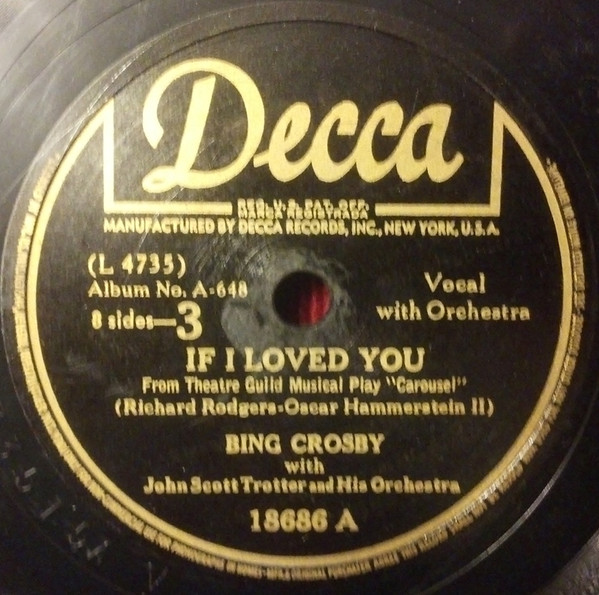 Decca
REG. U.S. PAT. OFF.
MARCA REGISTRADA
MANUFACTURED BY DECCA RECORDS, INC., NEW YORK, U.S.A.
(L 4735)
Album No. A-648
8 sides—3
Vocal
with Orchestra
IF I LOVED YOU
From Theatre Guild Musical Play "Carousel"
(Richard Rodgers-Oscar Hammerstein II)
BING CROSBY
with
John Scott Trotter and His Orchestra
18686 A